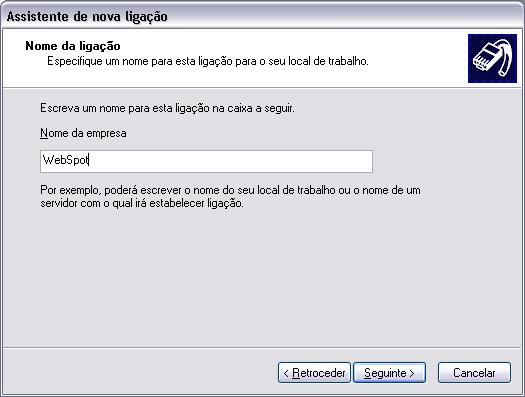 Assistente de nova ligação
Nome da ligação
Especifique um nome para esta ligação para o seu local de trabalho.
Escreva um nome para esta ligação na caixa a seguir.
Nome da empresa
WebSpot
Por exemplo, poderá escrever o nome do seu local de trabalho ou o nome de um
servidor com o qual irá estabelecer ligação.
< Retroceder Seguinte > Cancelar